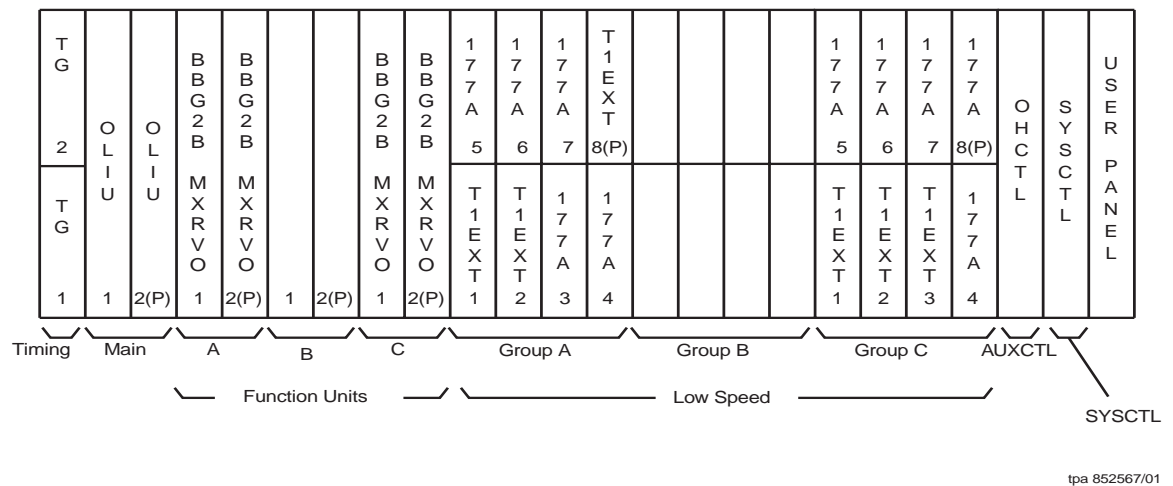 TG 2
TG 1
OLIU 1
OLIU 2(P)
BBG2B MXRVO 1
BBG2B MXRVO 2(P)
1
2(P)
BBG2B MXRVO 1
BBG2B MXRVO 2(P)
177A 5
177A 6
177A 7
T1EXT 8(P)
T1EXT 1
T1EXT 2
177A 3
177A 4
177A 5
177A 6
177A 7
177A 8(P)
T1EXT 1
T1EXT 2
T1EXT 3
177A 4
OHCTL
SYSCTL
USER PANEL
Timing Main A B C Group A Group B Group C AUXCTL
Function Units Low Speed
SYSCTL
tpa 852567/01